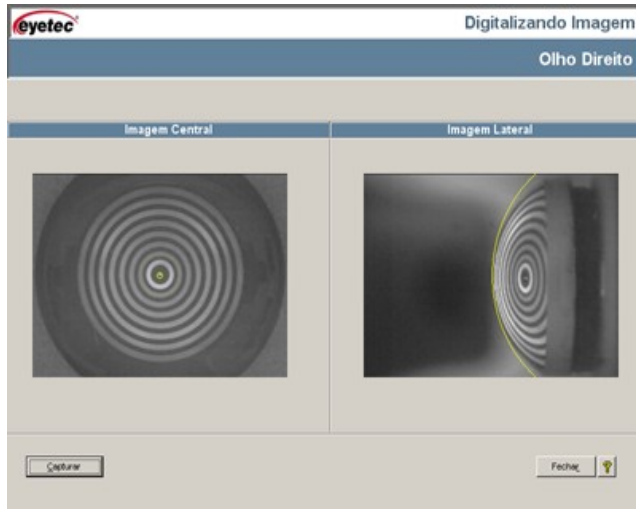 eyetec
Digitalizando Imagem
Olho Direito
Imagem Central
Imagem Lateral
Capturar
Fechar
?